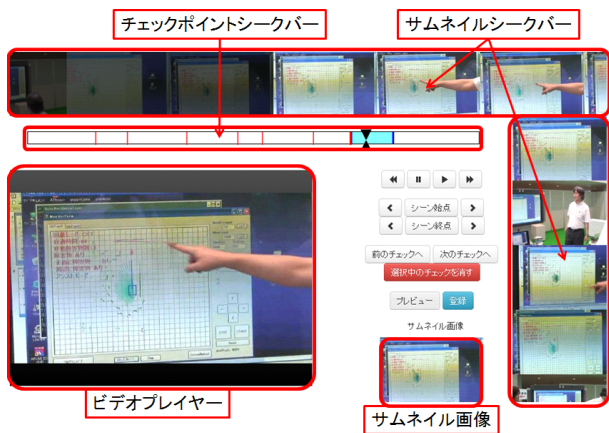 チェックポイントシークバー
サムネイルシークバー
シーン始点
シーン終点
前のチェックへ 次のチェックへ
選択中のチェックを消す
プレビュー 登録
サムネイル画像
ビデオプレイヤー
サムネイル画像